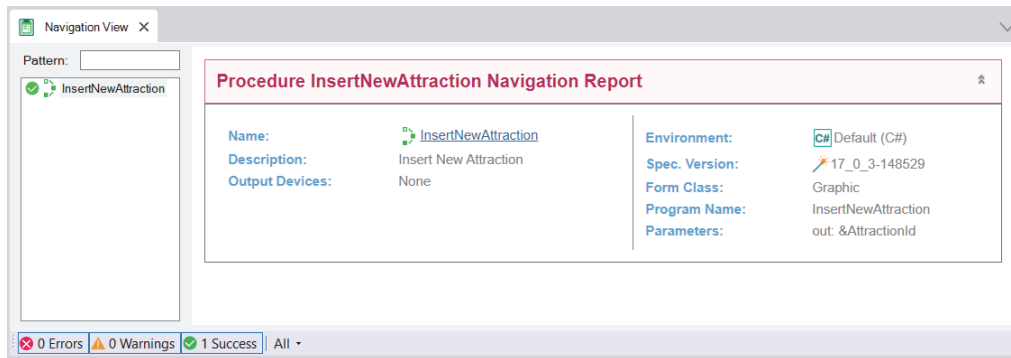 Navigation View
Pattern:
InsertNewAttraction
Procedure InsertNewAttraction Navigation Report
Name: InsertNewAttraction
Description: Insert New Attraction
Output Devices: None
Environment: C# Default (C#)
Spec. Version: 17_0_3-148529
Form Class: Graphic
Program Name: InsertNewAttraction
Parameters: out: &AttractionId
0 Errors 0 Warnings 1 Success All